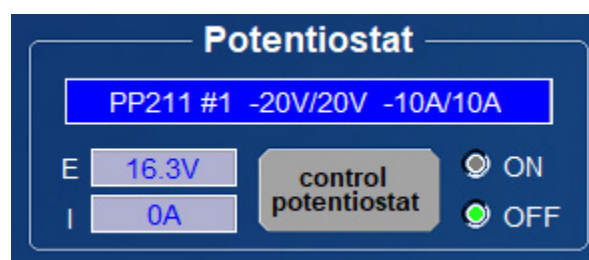 Potentiostat
PP211 #1 -20V/20V -10A/10A
E 16.3V
I 0A
control
potentiostat
ON
OFF